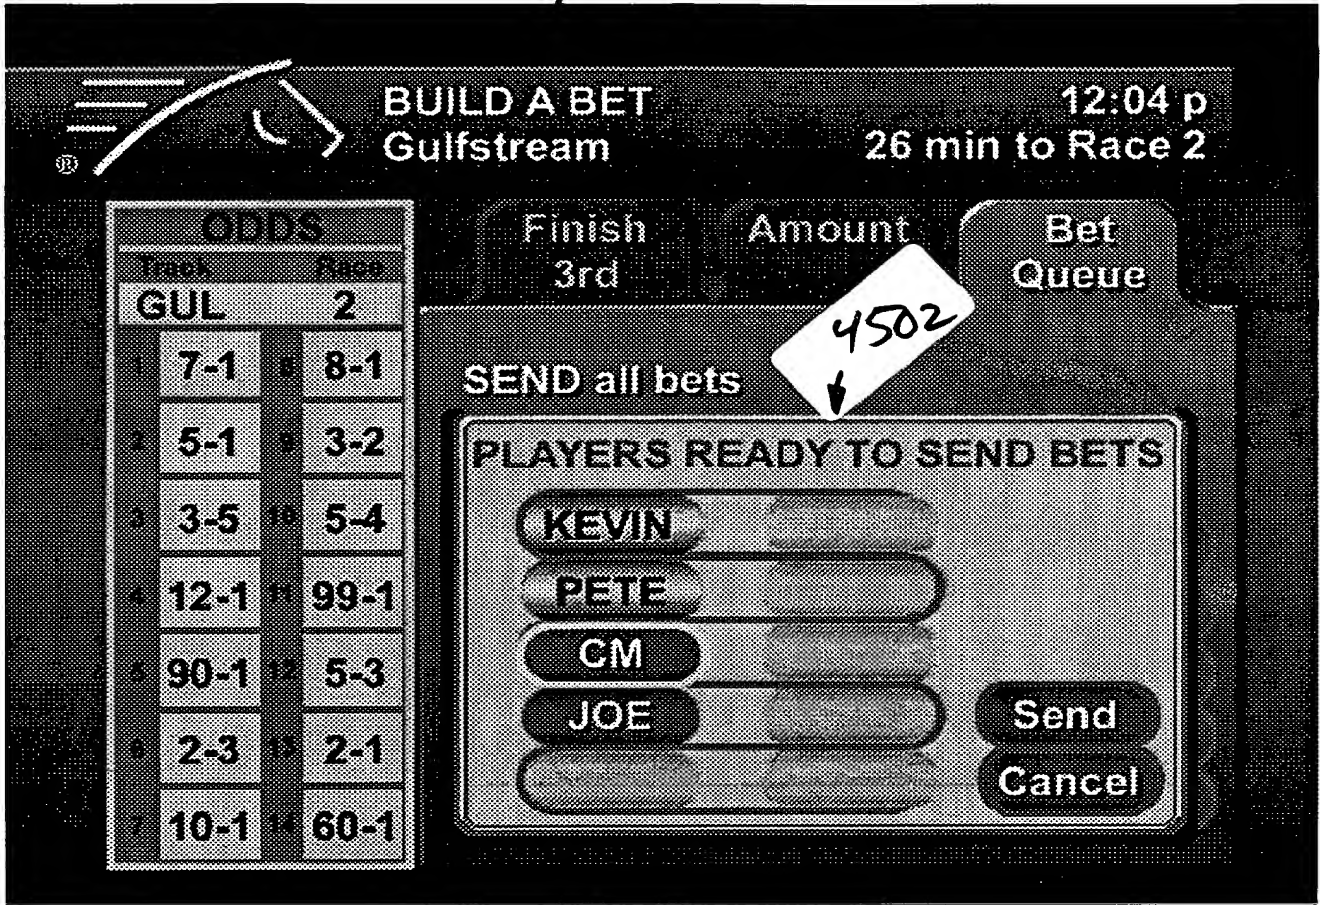 BUILD A BET
Gulfstream
12:04 p
26 min to Race 2
®
ODDS
Track Race
GUL 2
1 7-1 8 8-1
2 5-1 9 3-2
3 3-5 10 5-4
4 12-1 11 99-1
5 90-1 12 5-3
6 2-3 13 2-1
7 10-1 14 60-1
Finish
3rd
Amount
Bet
Queue
4502
SEND all bets
PLAYERS READY TO SEND BETS
KEVIN
PETE
CM
JOE
Send
Cancel